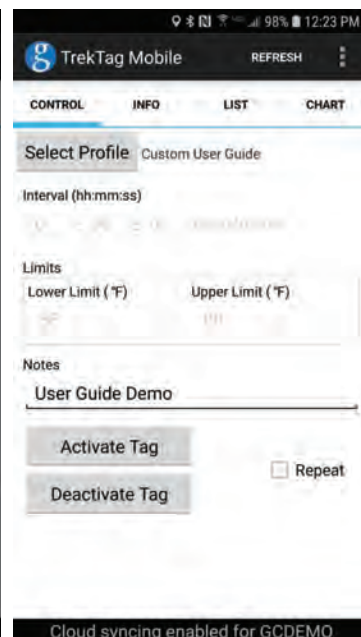 98% 12:23 PM
g TrekTag Mobile REFRESH
CONTROL INFO LIST CHART
Select Profile Custom User Guide
Interval (hh:mm:ss)
Limits
Lower Limit (°F) Upper Limit (°F)
Notes
User Guide Demo
Activate Tag
Repeat
Deactivate Tag
Cloud syncing enabled for GCDEMO